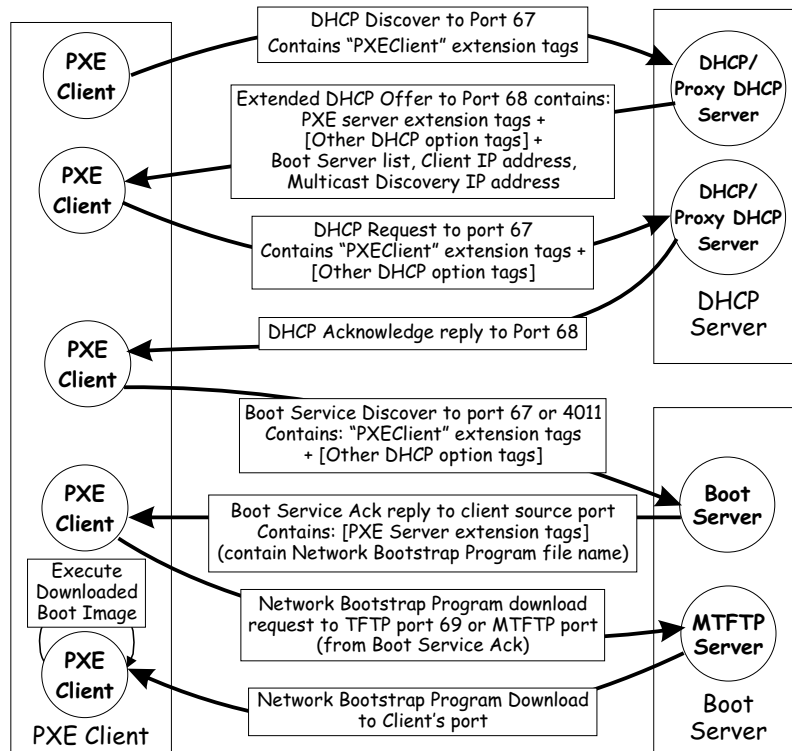 DHCP Discover to Port 67
Contains “PXEClient” extension tags
PXE
Client
DHCP/
Proxy DHCP
Server
Extended DHCP Offer to Port 68 contains:
PXE server extension tags +
[Other DHCP option tags] +
Boot Server list, Client IP address,
Multicast Discovery IP address
PXE
Client
DHCP/
Proxy DHCP
Server
DHCP Request to port 67
Contains “PXEClient” extension tags +
[Other DHCP option tags]
DHCP
Server
DHCP Acknowledge reply to Port 68
PXE
Client
Boot Service Discover to port 67 or 4011
Contains: “PXEClient” extension tags
+ [Other DHCP option tags]
PXE
Client
Boot
Server
Boot Service Ack reply to client source port
Contains: [PXE Server extension tags]
(contain Network Bootstrap Program file name)
Execute
Downloaded
Boot Image
Network Bootstrap Program download
request to TFTP port 69 or MTFTP port
(from Boot Service Ack)
MTFTP
Server
PXE
Client
Network Bootstrap Program Download
to Client’s port
PXE Client
Boot
Server